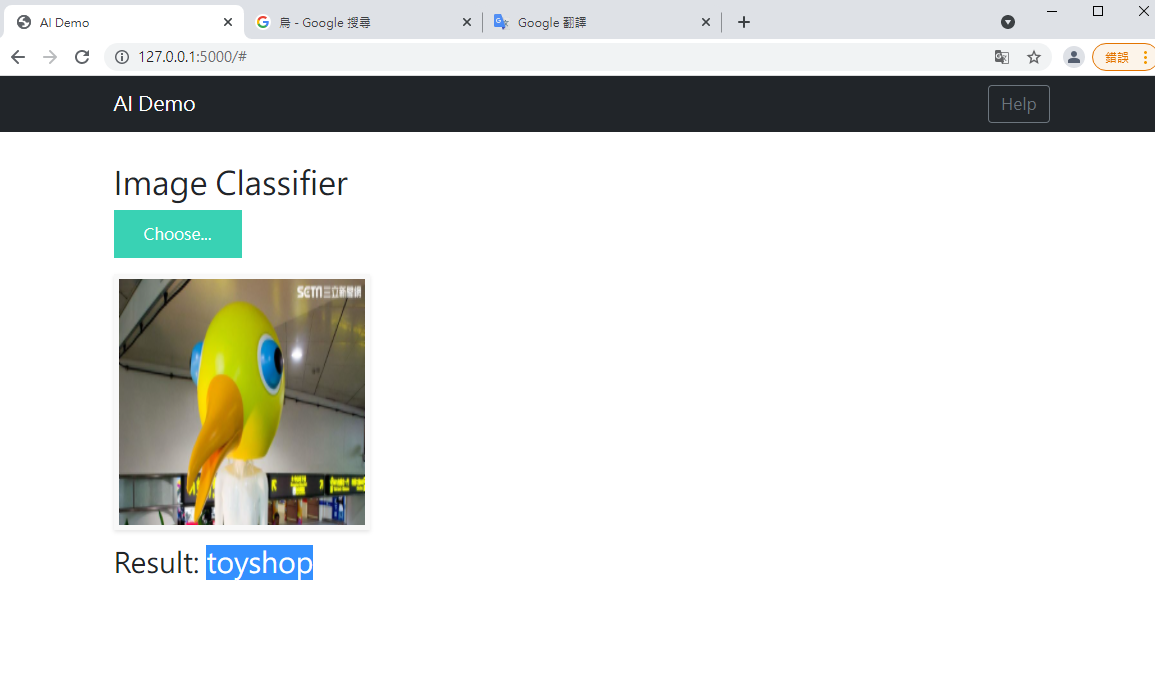 AI Demo
鳥 - Google 搜尋
Google 翻譯
127.0.0.1:5000/#
錯誤
AI Demo
Help
Image Classifier
Choose...
SETN三立新聞網
Result: toyshop